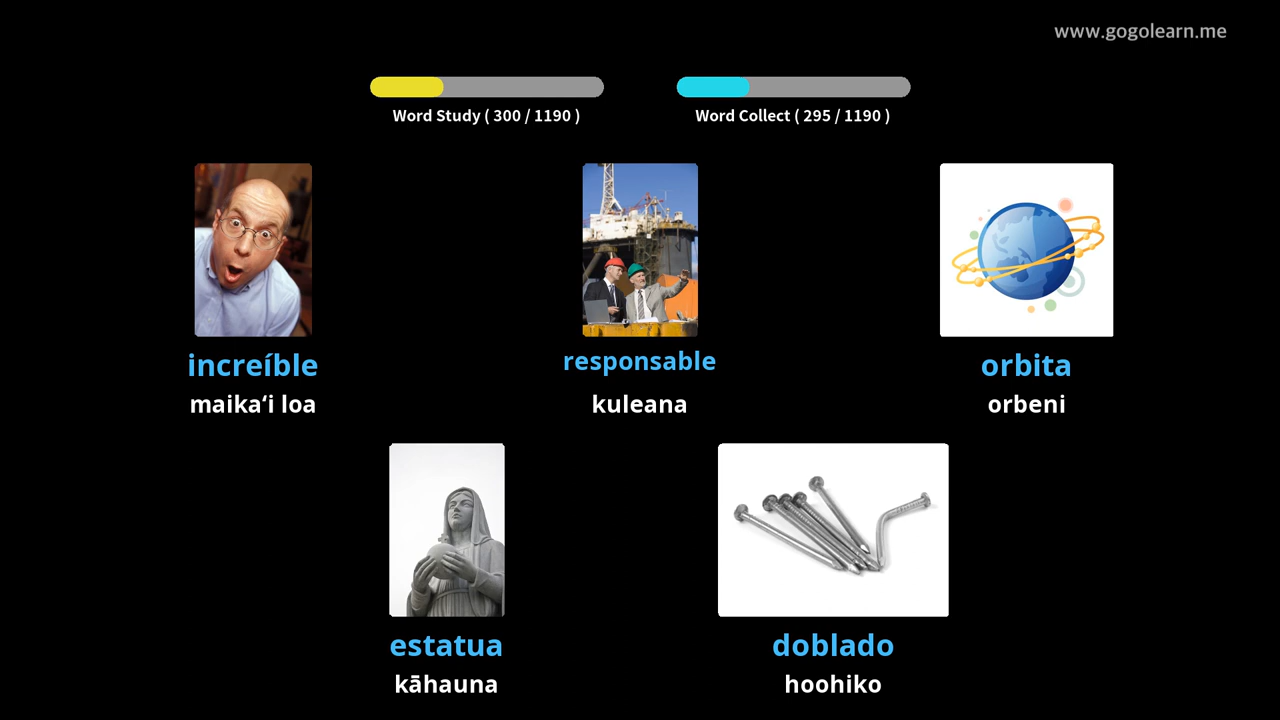 www.gogolearn.me
Word Study ( 300 / 1190 )
Word Collect ( 295 / 1190 )
increíble
maikaʻi loa
responsable
kuleana
orbita
orbeni
estatua
kāhauna
doblado
hoohiko